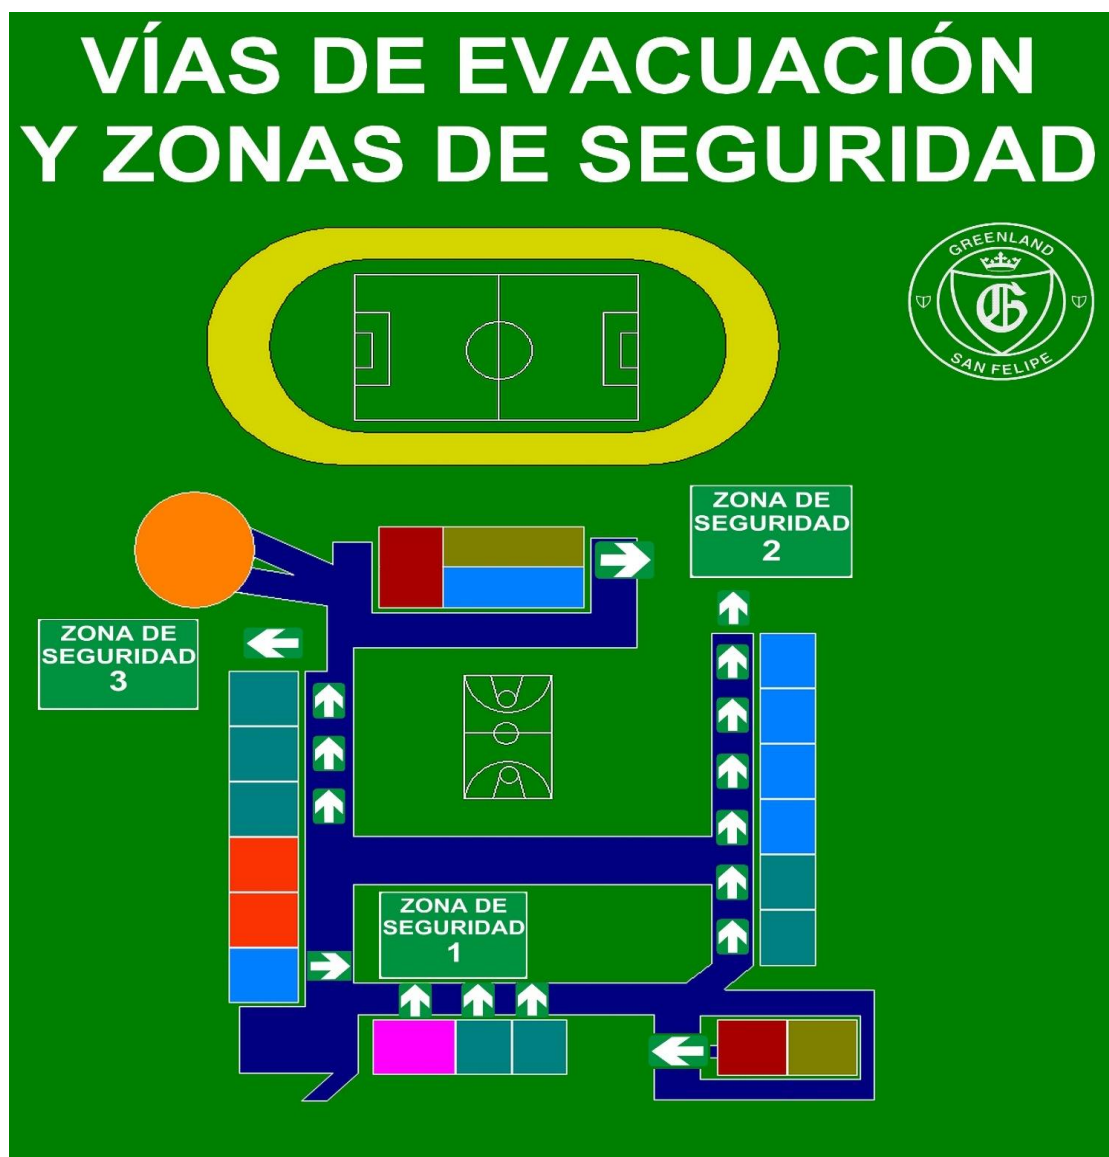 VÍAS DE EVACUACIÓN
Y ZONAS DE SEGURIDAD
GREENLAND
G
SAN FELIPE
ZONA DE
SEGURIDAD
2
ZONA DE
SEGURIDAD
3
ZONA DE
SEGURIDAD
1